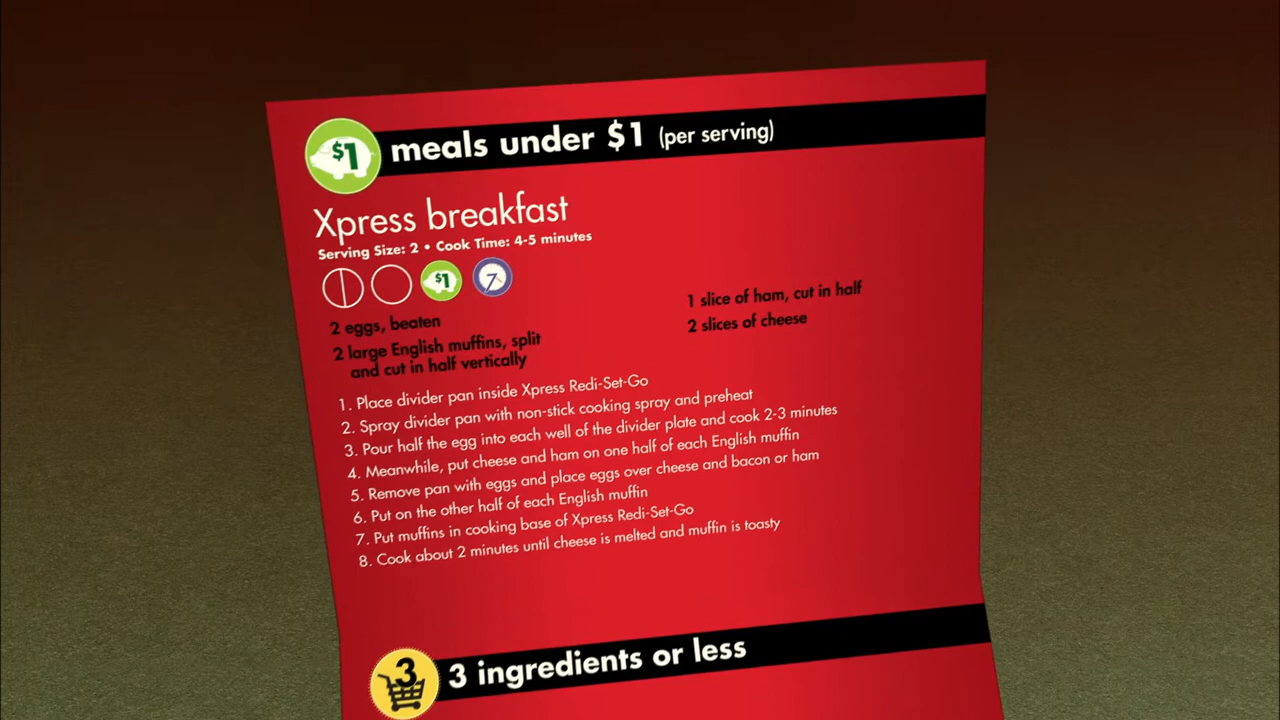 $1
meals under $1 (per serving)
Xpress breakfast
Serving Size: 2 • Cook Time: 4-5 minutes
$1 7
2 eggs, beaten
2 large English muffins, split
and cut in half vertically
1 slice of ham, cut in half
2 slices of cheese
1. Place divider pan inside Xpress Redi-Set-Go
2. Spray divider pan with non-stick cooking spray and preheat
3. Pour half the egg into each well of the divider plate and cook 2-3 minutes
4. Meanwhile, put cheese and ham on one half of each English muffin
5. Remove pan with eggs and place eggs over cheese and bacon or ham
6. Put on the other half of each English muffin
7. Put muffins in cooking base of Xpress Redi-Set-Go
8. Cook about 2 minutes until cheese is melted and muffin is toasty
3
3 ingredients or less